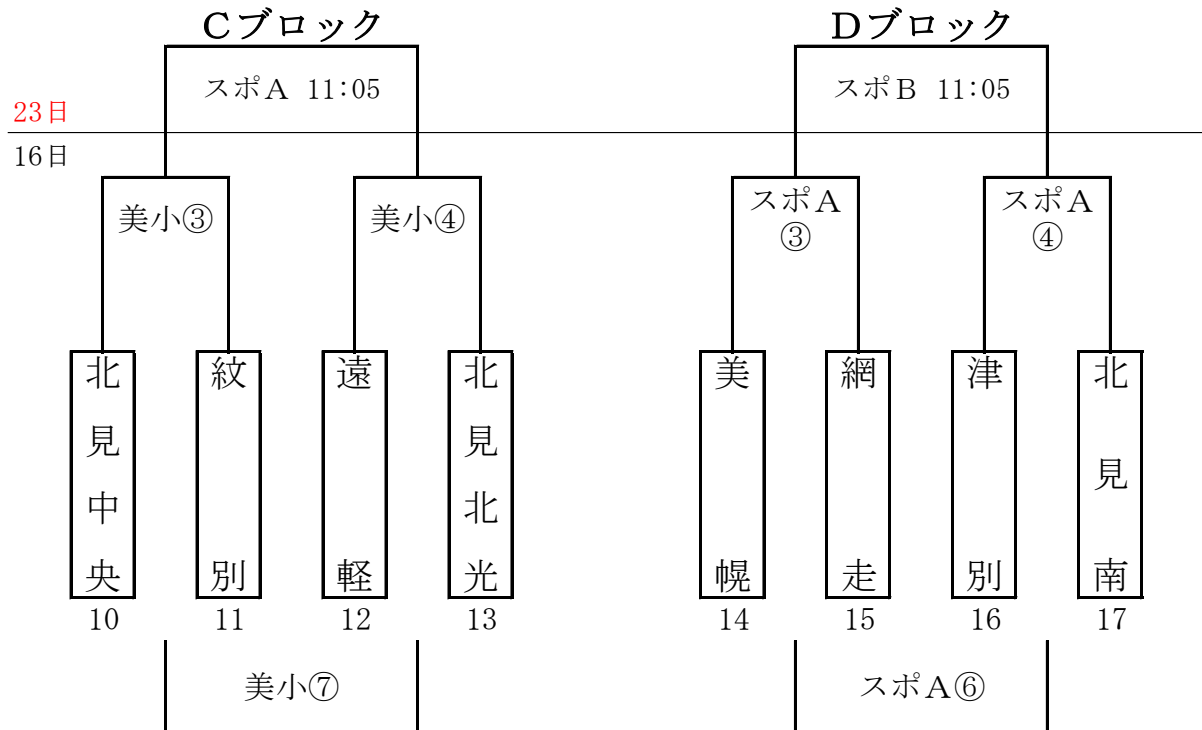 Cブロック
Dブロック
スポA 11:05
スポB 11:05
23日
16日
美小③
美小④
スポA
③
スポA
④
北見中央
紋別
遠軽
北見北光
美幌
網走
津別
北見南
10
11
12
13
14
15
16
17
美小⑦
スポA⑥